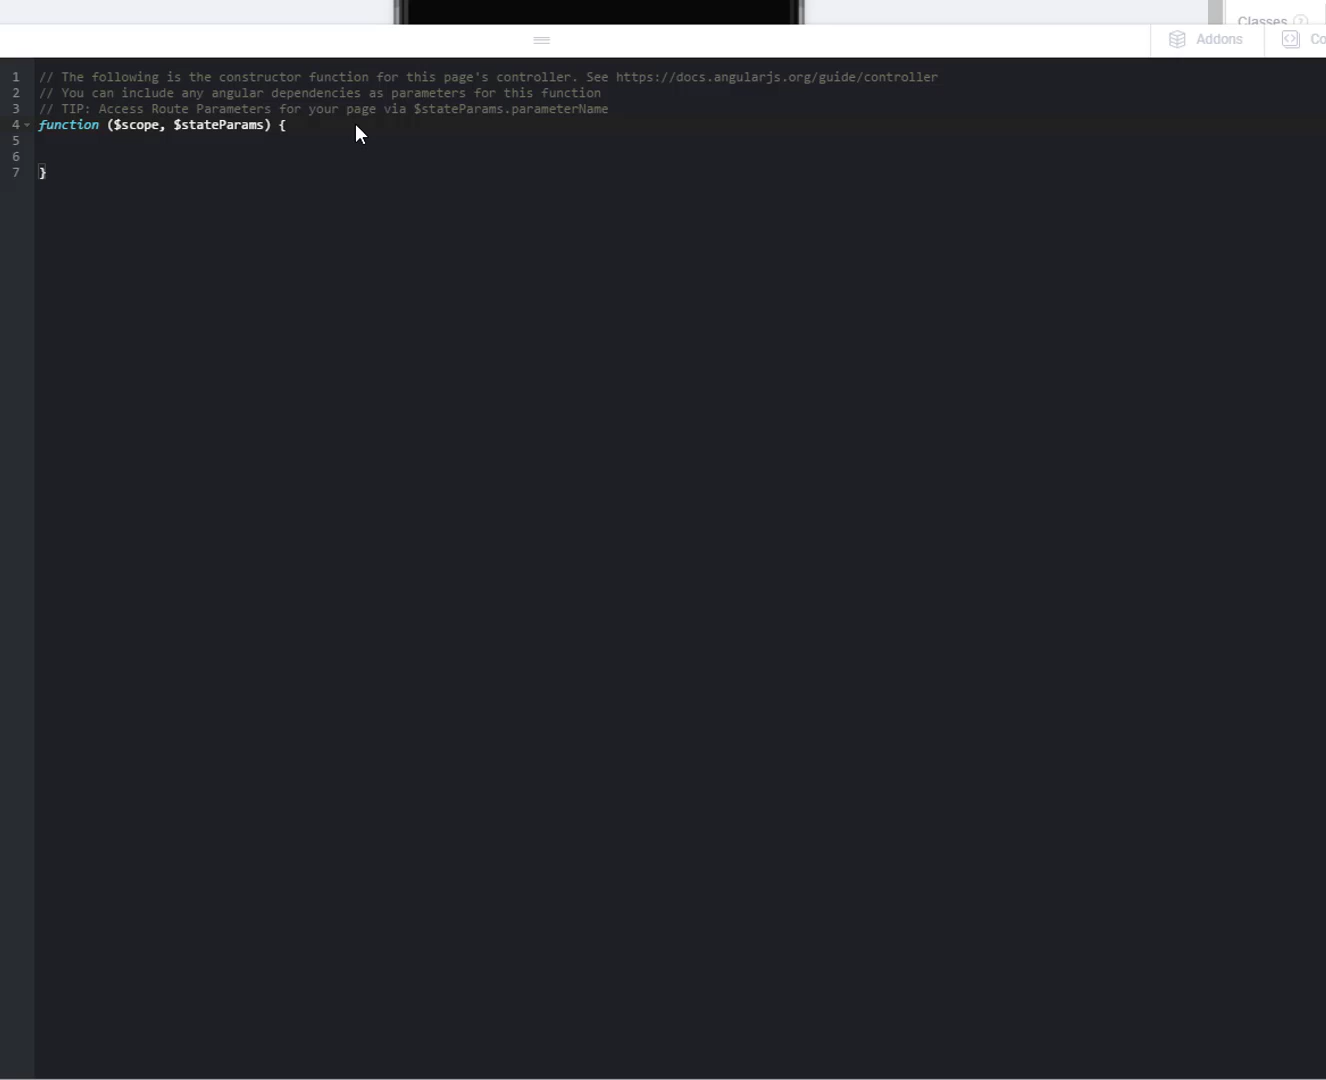 Classes ?
Addons
Co
1 // The following is the constructor function for this page's controller. See https://docs.angularjs.org/guide/controller
2 // You can include any angular dependencies as parameters for this function
3 // TIP: Access Route Parameters for your page via $stateParams.parameterName
4 function ($scope, $stateParams) {
5
6
7 }